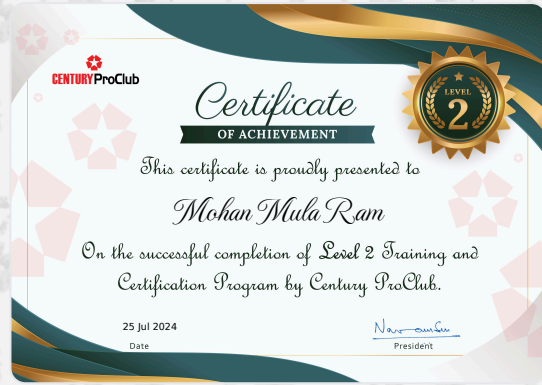 CENTURY ProClub
LEVEL
2
Certificate
OF ACHIEVEMENT
This certificate is proudly presented to
Mohan Mula Ram
On the successful completion of Level 2 Training and
Certification Program by Century ProClub.
25 Jul 2024
Date
President